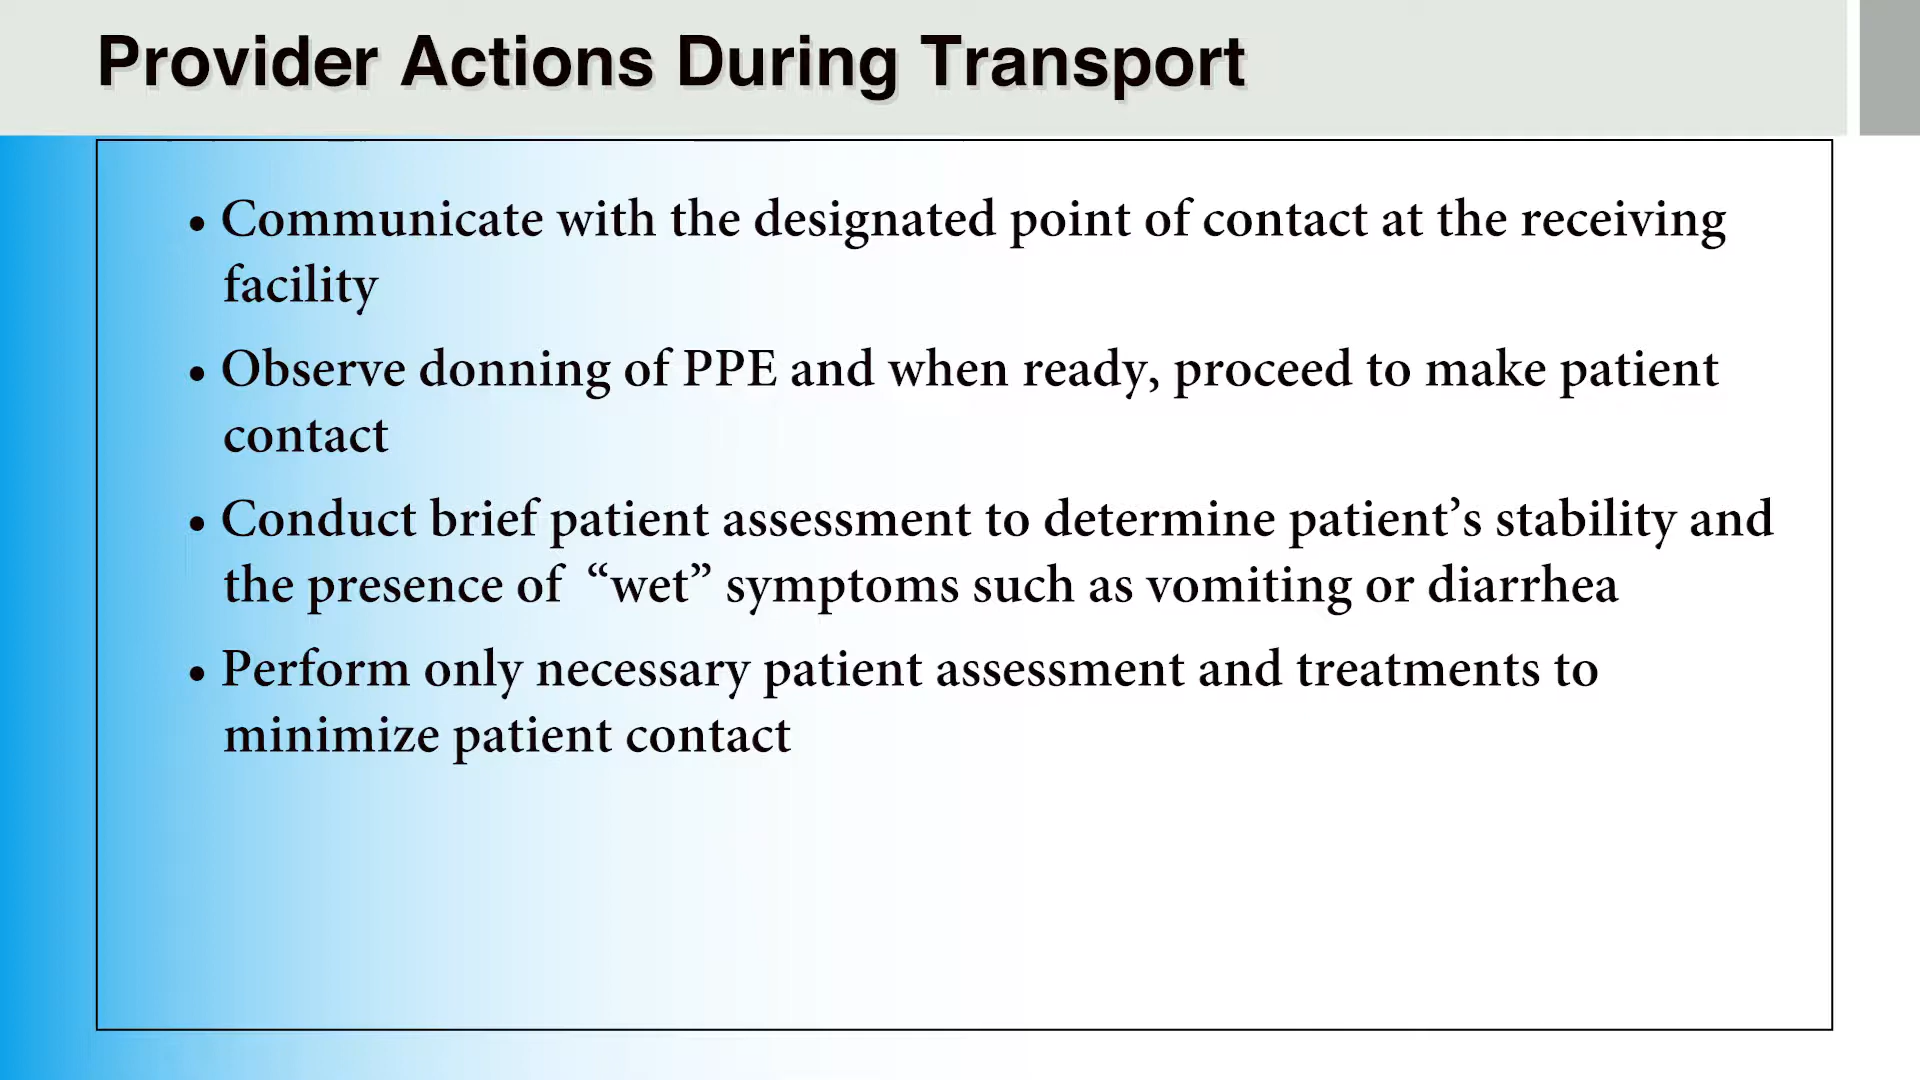 Provider Actions During Transport
• Communicate with the designated point of contact at the receiving
facility
• Observe donning of PPE and when ready, proceed to make patient
contact
• Conduct brief patient assessment to determine patient’s stability and
the presence of “wet” symptoms such as vomiting or diarrhea
• Perform only necessary patient assessment and treatments to
minimize patient contact